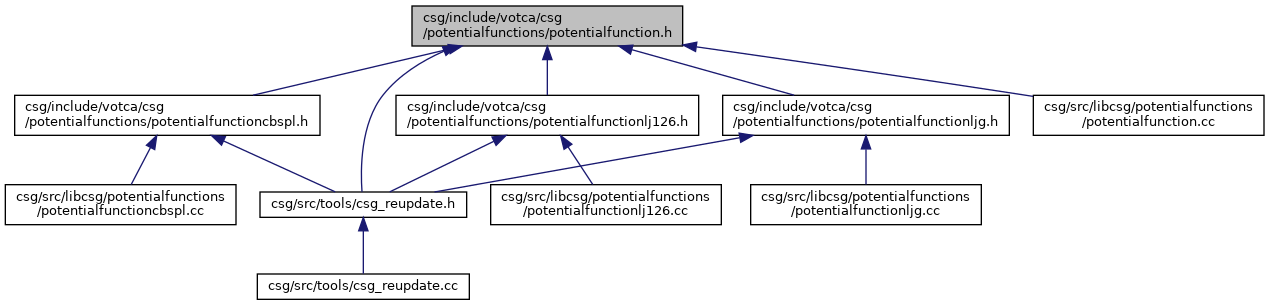 csg/include/votca/csg
/potentialfunctions/potentialfunction.h
csg/include/votca/csg
/potentialfunctions/potentialfunctioncbspl.h
csg/include/votca/csg
/potentialfunctions/potentialfunctionlj126.h
csg/include/votca/csg
/potentialfunctions/potentialfunctionljg.h
csg/src/libcsg/potentialfunctions
/potentialfunction.cc
csg/src/libcsg/potentialfunctions
/potentialfunctioncbspl.cc
csg/src/tools/csg_reupdate.h
csg/src/libcsg/potentialfunctions
/potentialfunctionlj126.cc
csg/src/libcsg/potentialfunctions
/potentialfunctionljg.cc
csg/src/tools/csg_reupdate.cc